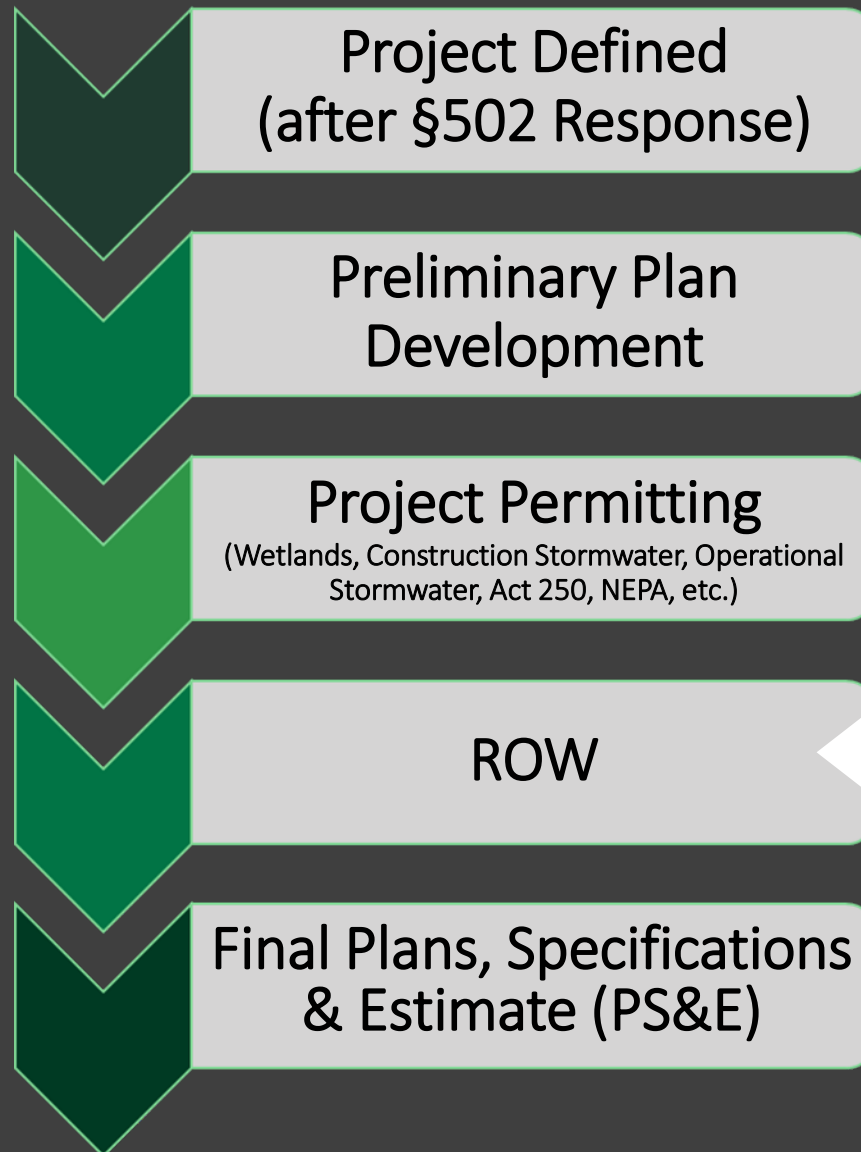 Project Defined
(after §502 Response)
Preliminary Plan
Development
Project Permitting
(Wetlands, Construction Stormwater, Operational
Stormwater, Act 250, NEPA, etc.)
ROW
Final Plans, Specifications
& Estimate (PS&E)